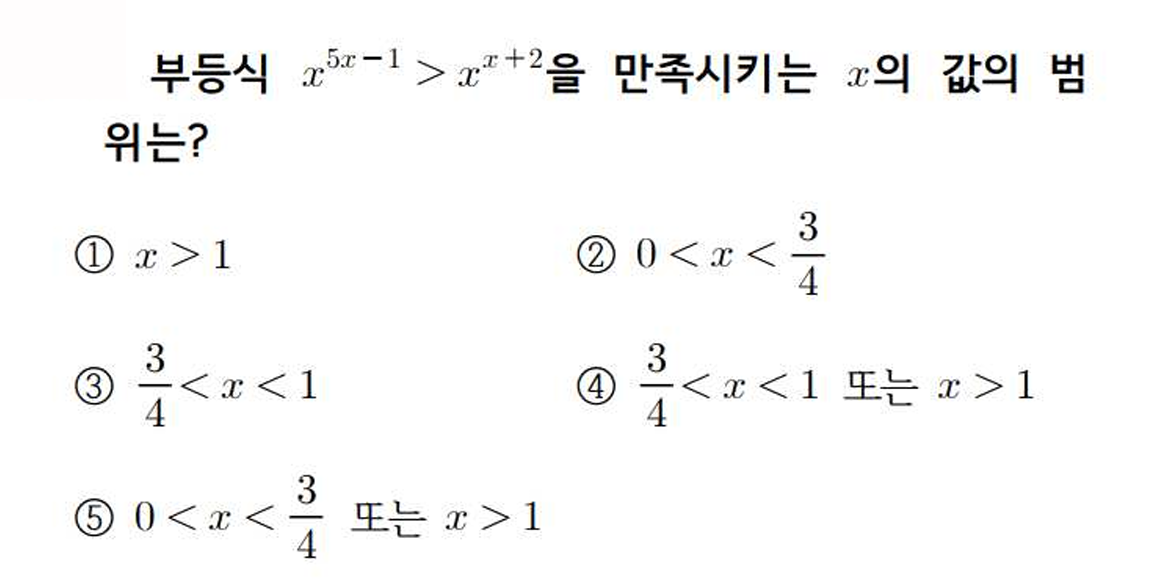 부등식 $x^{5x-1} > x^{x+2}$을 만족시키는 $x$의 값의 범
위는?
① $x > 1$ ② $0 < x < \frac{3}{4}$
③ $\frac{3}{4} < x < 1$ ④ $\frac{3}{4} < x < 1$ 또는 $x > 1$
⑤ $0 < x < \frac{3}{4}$ 또는 $x > 1$